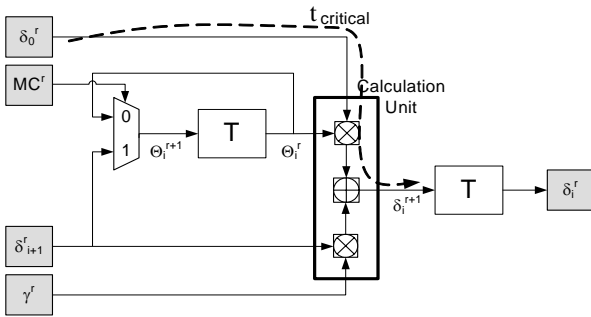 t critical
δ₀ʳ
MCʳ
Calculation
Unit
0
1
T
Θᵢʳ⁺¹
Θᵢʳ
T
δᵢʳ⁺¹
δᵢʳ
δʳᵢ₊₁
γʳ